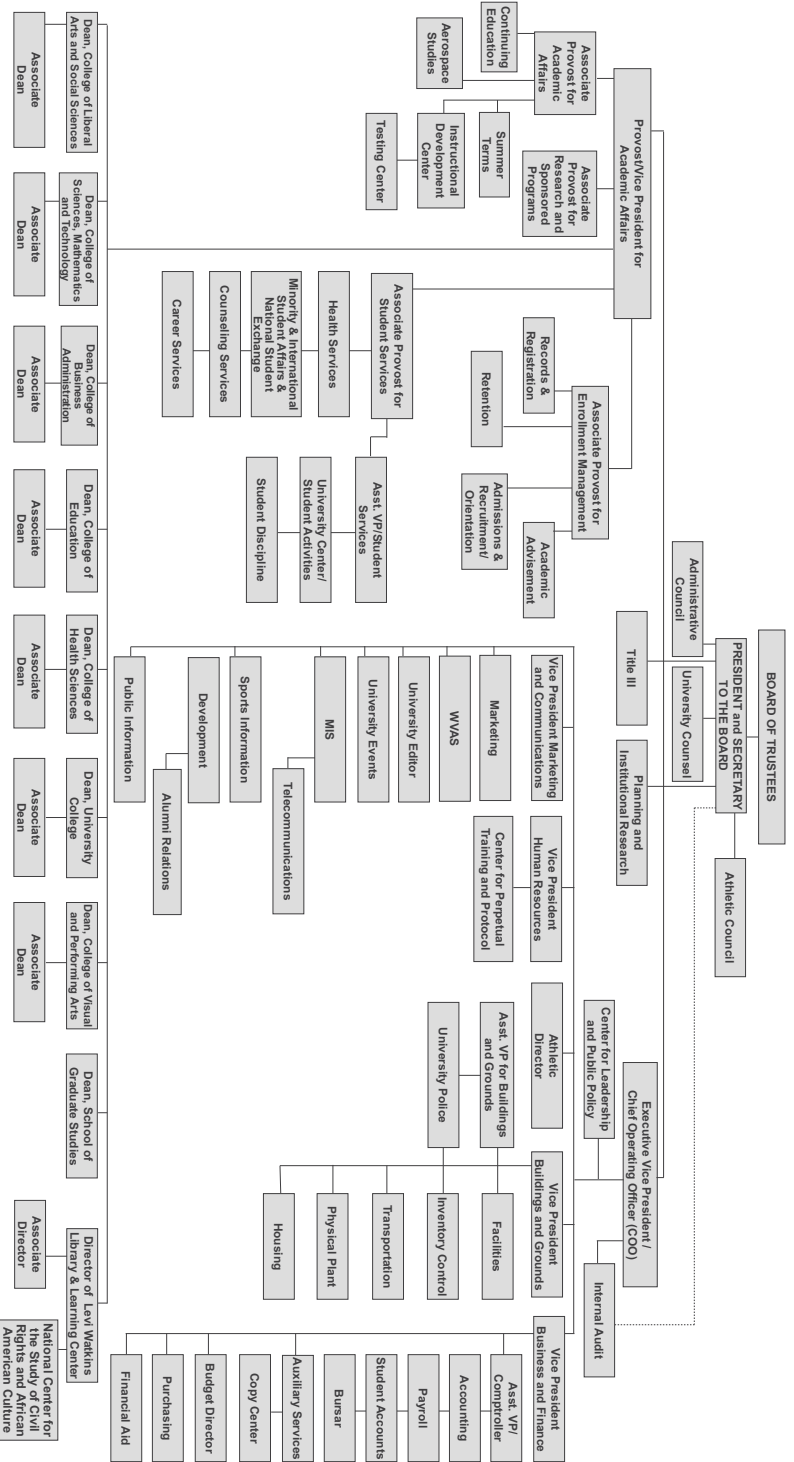 BOARD OF TRUSTEES
PRESIDENT and SECRETARY
TO THE BOARD
Athletic Council
Administrative
Council
University Counsel
Title III
Planning and
Institutional Research
Provost/Vice President for
Academic Affairs
Executive Vice President /
Chief Operating Officer (COO)
Associate
Provost for
Academic
Affairs
Continuing
Education
Aerospace
Studies
Summer
Terms
Instructional
Development
Center
Testing Center
Associate
Provost for
Research and
Sponsored
Programs
Associate Provost for
Enrollment Management
Records &
Registration
Retention
Admissions &
Recruitment/
Orientation
Academic
Advisement
Associate Provost for
Student Services
Health Services
Minority & International
Student Affairs &
National Student
Exchange
Counseling Services
Career Services
Asst. VP/Student
Services
University Center/
Student Activities
Student Discipline
Center for Leadership
and Public Policy
Internal Audit
Vice President Marketing
and Communications
Marketing
WVAS
University Editor
University Events
MIS
Telecommunications
Sports Information
Development
Alumni Relations
Public Information
Vice President
Human Resources
Center for Perpetual
Training and Protocol
Athletic
Director
Vice President
Buildings and Grounds
Asst. VP for Buildings
and Grounds
University Police
Facilities
Inventory Control
Transportation
Physical Plant
Housing
Vice President
Business and Finance
Asst. VP/
Comptroller
Accounting
Payroll
Student Accounts
Bursar
Auxiliary Services
Copy Center
Budget Director
Purchasing
Financial Aid
Dean, College of Liberal
Arts and Social Sciences
Associate
Dean
Dean, College of
Sciences, Mathematics
and Technology
Associate
Dean
Dean, College of
Business
Administration
Associate
Dean
Dean, College of
Education
Associate
Dean
Dean, College of
Health Sciences
Associate
Dean
Dean, University
College
Associate
Dean
Dean, College of Visual
and Performing Arts
Associate
Dean
Dean, School of
Graduate Studies
Director of Levi Watkins
Library & Learning Center
Associate
Director
National Center for
the Study of Civil
Rights and African
American Culture